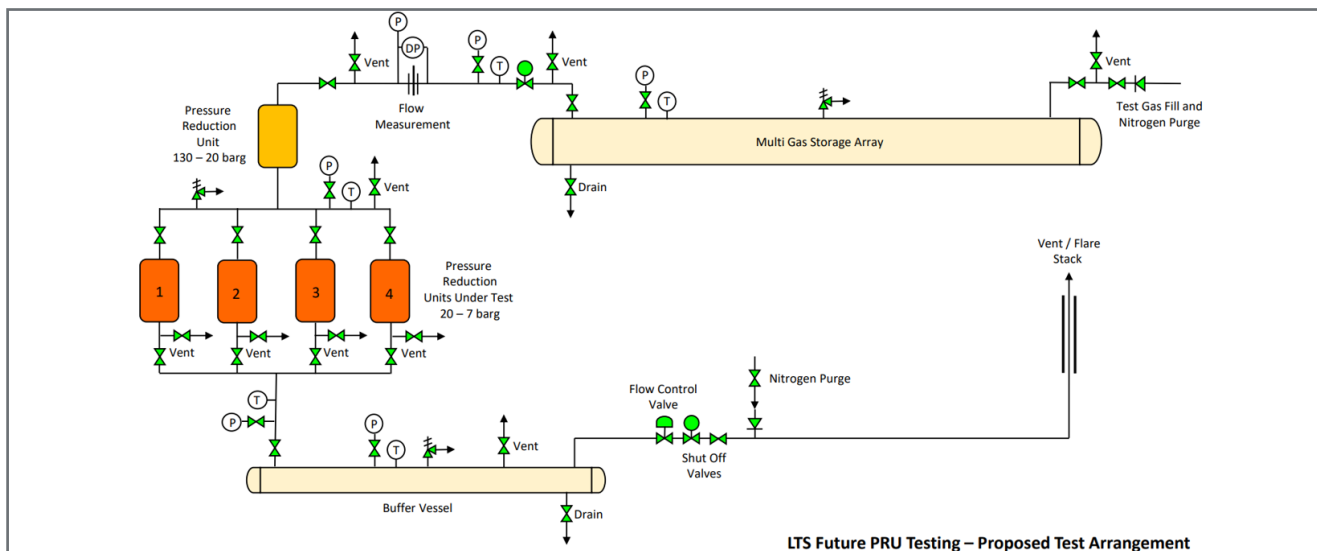 P
DP
Vent
Flow
Measurement
P
T
Vent
P
T
Multi Gas Storage Array
Drain
Vent
Test Gas Fill and
Nitrogen Purge
Pressure
Reduction
Unit
130 – 20 barg
P
T
Vent
1
2
3
4
Pressure
Reduction
Units Under Test
20 – 7 barg
Vent
Vent
Vent
Vent
T
P
P
T
Vent
Buffer Vessel
Drain
Flow Control
Valve
Shut Off
Valves
Nitrogen Purge
Vent / Flare
Stack
LTS Future PRU Testing – Proposed Test Arrangement